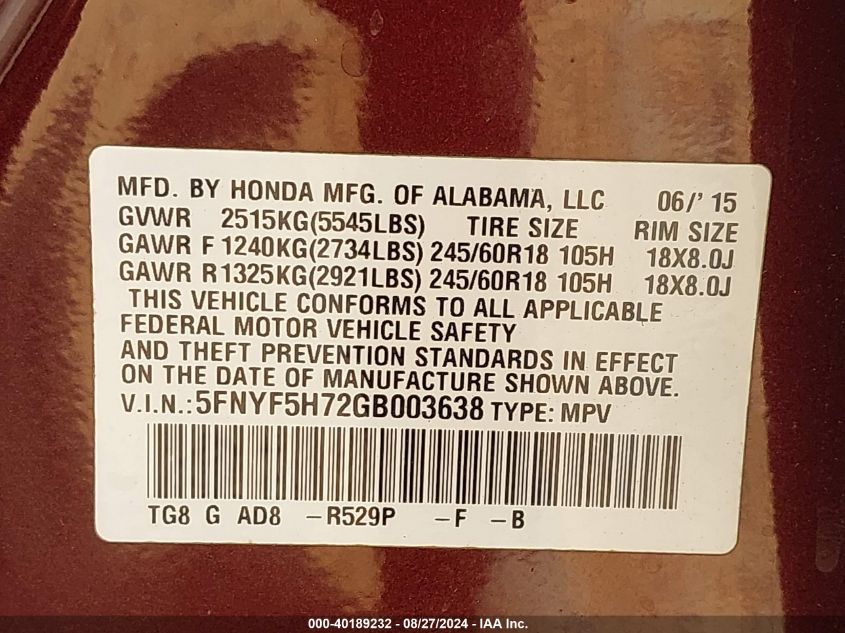 MFD. BY HONDA MFG. OF ALABAMA, LLC 06/' 15
GVWR 2515KG(5545LBS) TIRE SIZE RIM SIZE
GAWR F 1240KG(2734LBS) 245/60R18 105H 18X8.0J
GAWR R 1325KG(2921LBS) 245/60R18 105H 18X8.0J
THIS VEHICLE CONFORMS TO ALL APPLICABLE
FEDERAL MOTOR VEHICLE SAFETY
AND THEFT PREVENTION STANDARDS IN EFFECT
ON THE DATE OF MANUFACTURE SHOWN ABOVE.
V.I.N.: 5FNYF5H72GB003638 TYPE: MPV
TG8 G AD8 -R529P -F -B
000-40189232 - 08/27/2024 - IAA Inc.